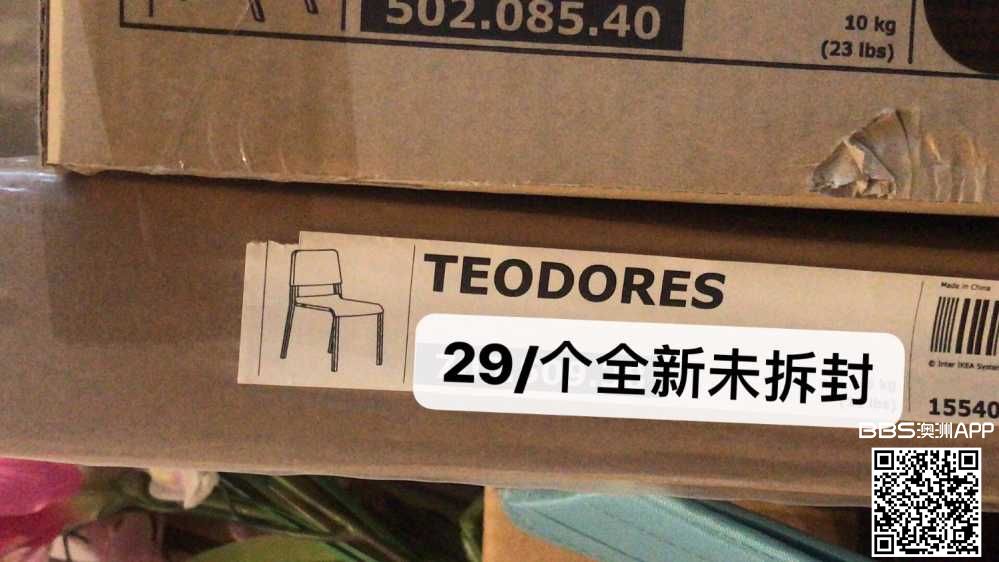 502.085.40
10 kg
(23 lbs)
TEODORES
Made in China
29/个全新未拆封
© Inter IKEA System
15540
BBS澳洲APP